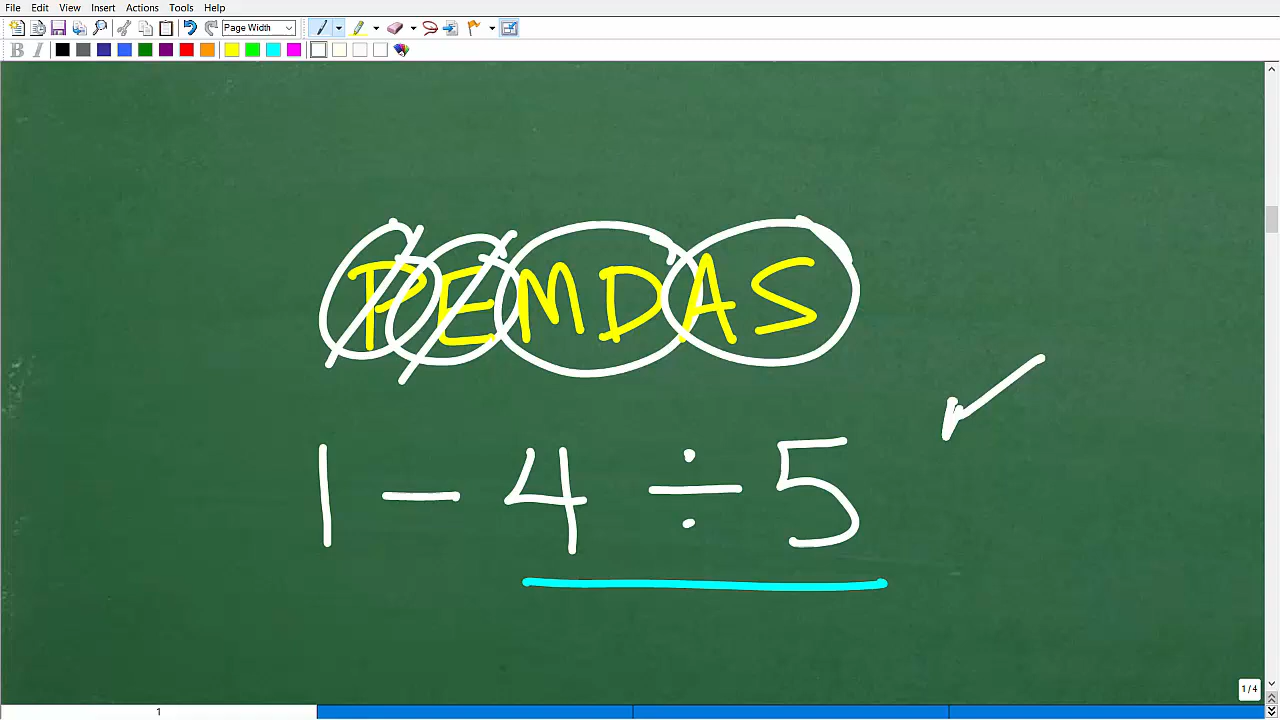 File Edit View Insert Actions Tools Help
Page Width
B I
PEMDAS
1 - 4 ÷ 5
1/4
1